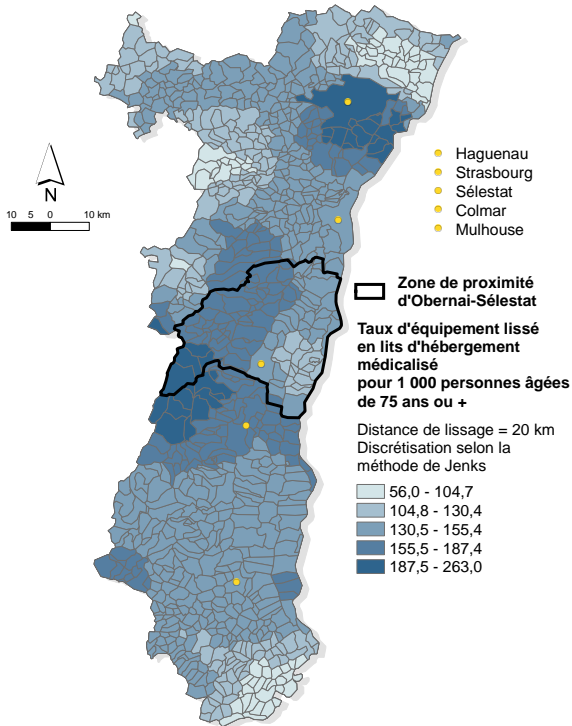 N
10 5 0 10 km
Haguenau
Strasbourg
Sélestat
Colmar
Mulhouse
Zone de proximité
d'Obernai-Sélestat
Taux d'équipement lissé
en lits d'hébergement
médicalisé
pour 1 000 personnes âgées
de 75 ans ou +
Distance de lissage = 20 km
Discrétisation selon la
méthode de Jenks
56,0 - 104,7
104,8 - 130,4
130,5 - 155,4
155,5 - 187,4
187,5 - 263,0